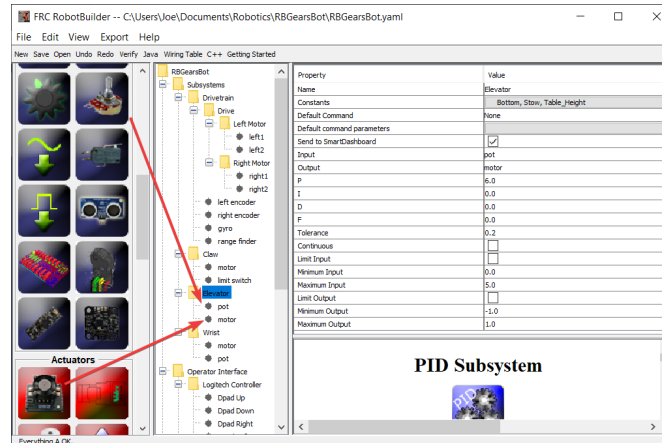 FRC RobotBuilder -- C:\Users\Joe\Documents\Robotics\RBGearsBot\RBGearsBot.yaml
File Edit View Export Help
New Save Open Undo Redo Verify Java Wiring Table C++ Getting Started
Actuators
RBGearsBot
Subsystems
Drivetrain
Drive
Left Motor
left1
left2
Right Motor
right1
right2
left encoder
right encoder
gyro
range finder
Claw
motor
limit switch
Elevator
pot
motor
Wrist
motor
pot
Operator Interface
Logitech Controller
Dpad Up
Dpad Down
Dpad Right
Property Value
Name Elevator
Constants Bottom, Stow, Table_Height
Default Command None
Default command parameters
Send to SmartDashboard
Input pot
Output motor
P 6.0
I 0.0
D 0.0
F 0.0
Tolerance 0.2
Continuous
Limit Input
Minimum Input 0.0
Maximum Input 5.0
Limit Output
Minimum Output -1.0
Maximum Output 1.0
PID Subsystem
PID
Everything A OK